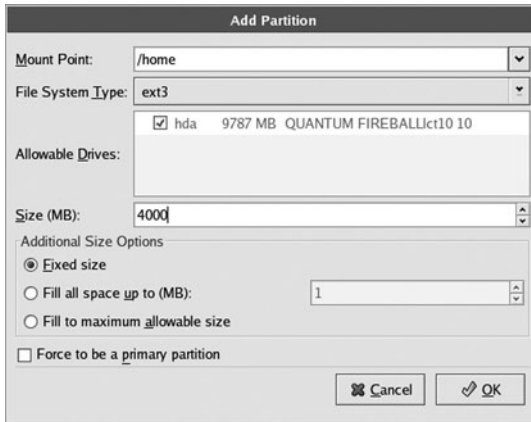 Add Partition
Mount Point: /home
File System Type: ext3
Allowable Drives: hda 9787 MB QUANTUM FIREBALLlct10 10
Size (MB): 4000
Additional Size Options
Fixed size
Fill all space up to (MB): 1
Fill to maximum allowable size
Force to be a primary partition
Cancel OK